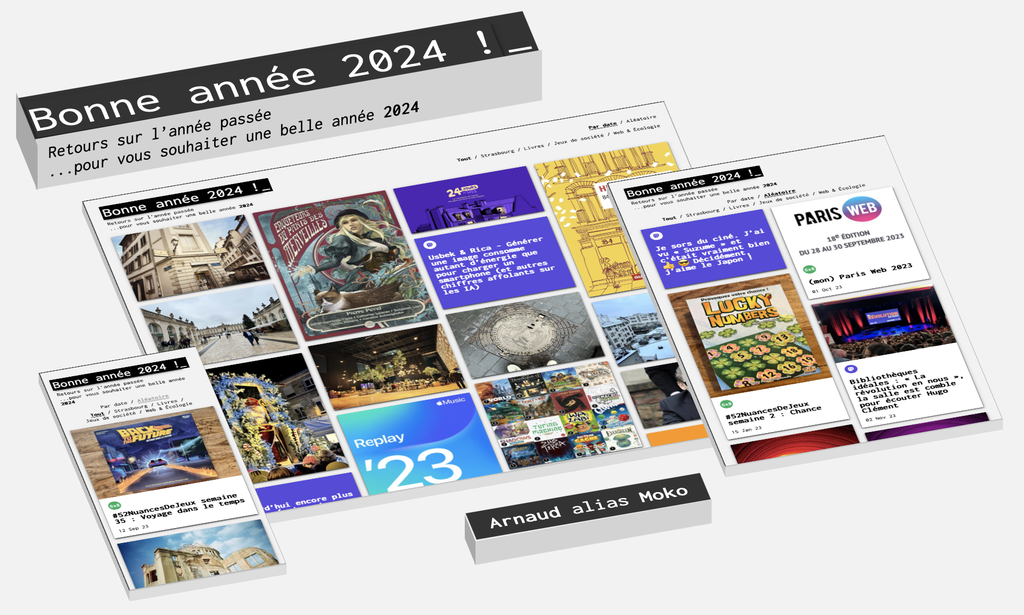 Bonne année 2024 !_
Retours sur l’année passée
...pour vous souhaiter une belle année 2024
Par date / Aléatoire
Tout / Strasbourg / Livres / Jeux de société / Web & Écologie
Bonne année 2024 !_
Retours sur l’année passée
...pour vous souhaiter une belle année 2024
MERVEILLES
Pierre Pevel
24
Usbek & Rica - Générer
une image consomme
autant d’énergie que
pour charger un
smartphone (et autres
chiffres affolants sur
les IA)
Music
Replay
’23
d’hui encore plus
Bonne année 2024 !_
Retours sur l’année passée
...pour vous souhaiter une belle année 2024
Par date / Aléatoire
Tout / Strasbourg / Livres / Jeux de société / Web & Écologie
Je sors du ciné. J’ai
vu « Suzume » et
c’était vraiment bien
🤩😎 Décidément
j’aime le Japon !
PARIS WEB
18e ÉDITION
DU 28 AU 30 SEPTEMBRE 2023
(mon) Paris Web 2023
01 Oct 23
Provoquez votre chance !
LUCKY
NUMBERS
#52NuancesDeJeux
semaine 2 : Chance
15 Jan 23
REVOLUTION
Bibliothèques
idéales : « La
révolution en nous »,
la salle est comble
pour écouter Hugo
Clément
02 Nov 23
Bonne année 2024 !_
Retours sur l’année passée
...pour vous souhaiter une belle année
2024
Par date / Aléatoire
Tout / Strasbourg / Livres /
Jeux de société / Web & Écologie
BACK TO THE
FUTURE
#52NuancesDeJeux semaine
35 : Voyage dans le temps
12 Sep 23
Arnaud alias Moko